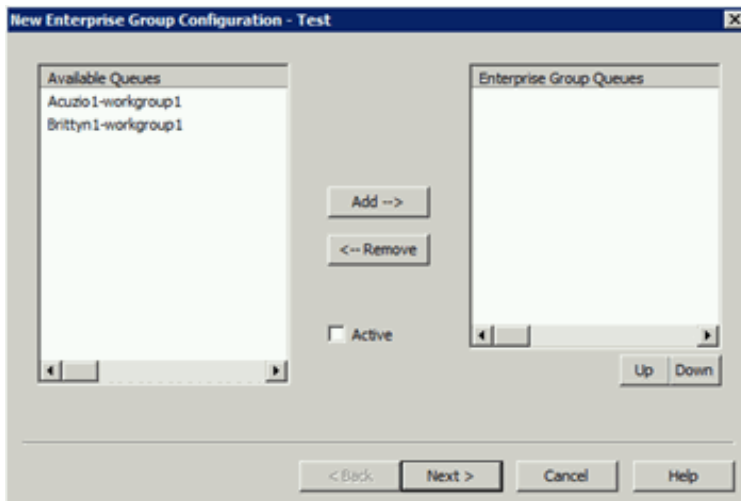 New Enterprise Group Configuration - Test
Available Queues
Acuzio1-workgroup1
Brittyn1-workgroup1
Enterprise Group Queues
Add -->
<-- Remove
Active
Up Down
< Back Next > Cancel Help